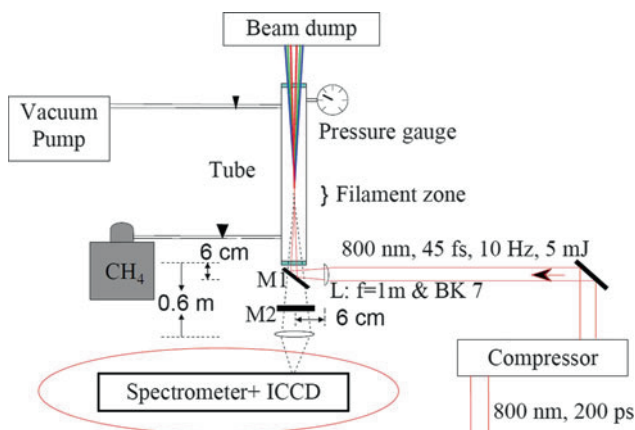 Beam dump
Vacuum
Pump
Pressure gauge
Tube
} Filament zone
6 cm
CH₄
800 nm, 45 fs, 10 Hz, 5 mJ
M1
L: f=1m & BK 7
0.6 m
M2
6 cm
Compressor
Spectrometer+ ICCD
800 nm, 200 ps